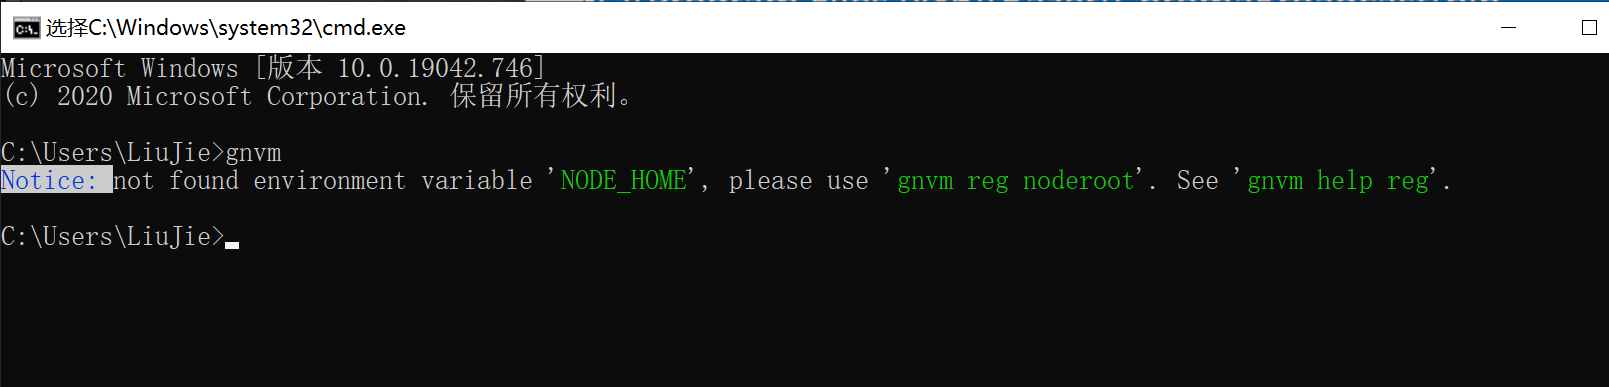 选择C:\Windows\system32\cmd.exe
Microsoft Windows [版本 10.0.19042.746]
(c) 2020 Microsoft Corporation. 保留所有权利。
C:\Users\LiuJie>gnvm
Notice: not found environment variable 'NODE_HOME', please use 'gnvm reg noderoot'. See 'gnvm help reg'.
C:\Users\LiuJie>